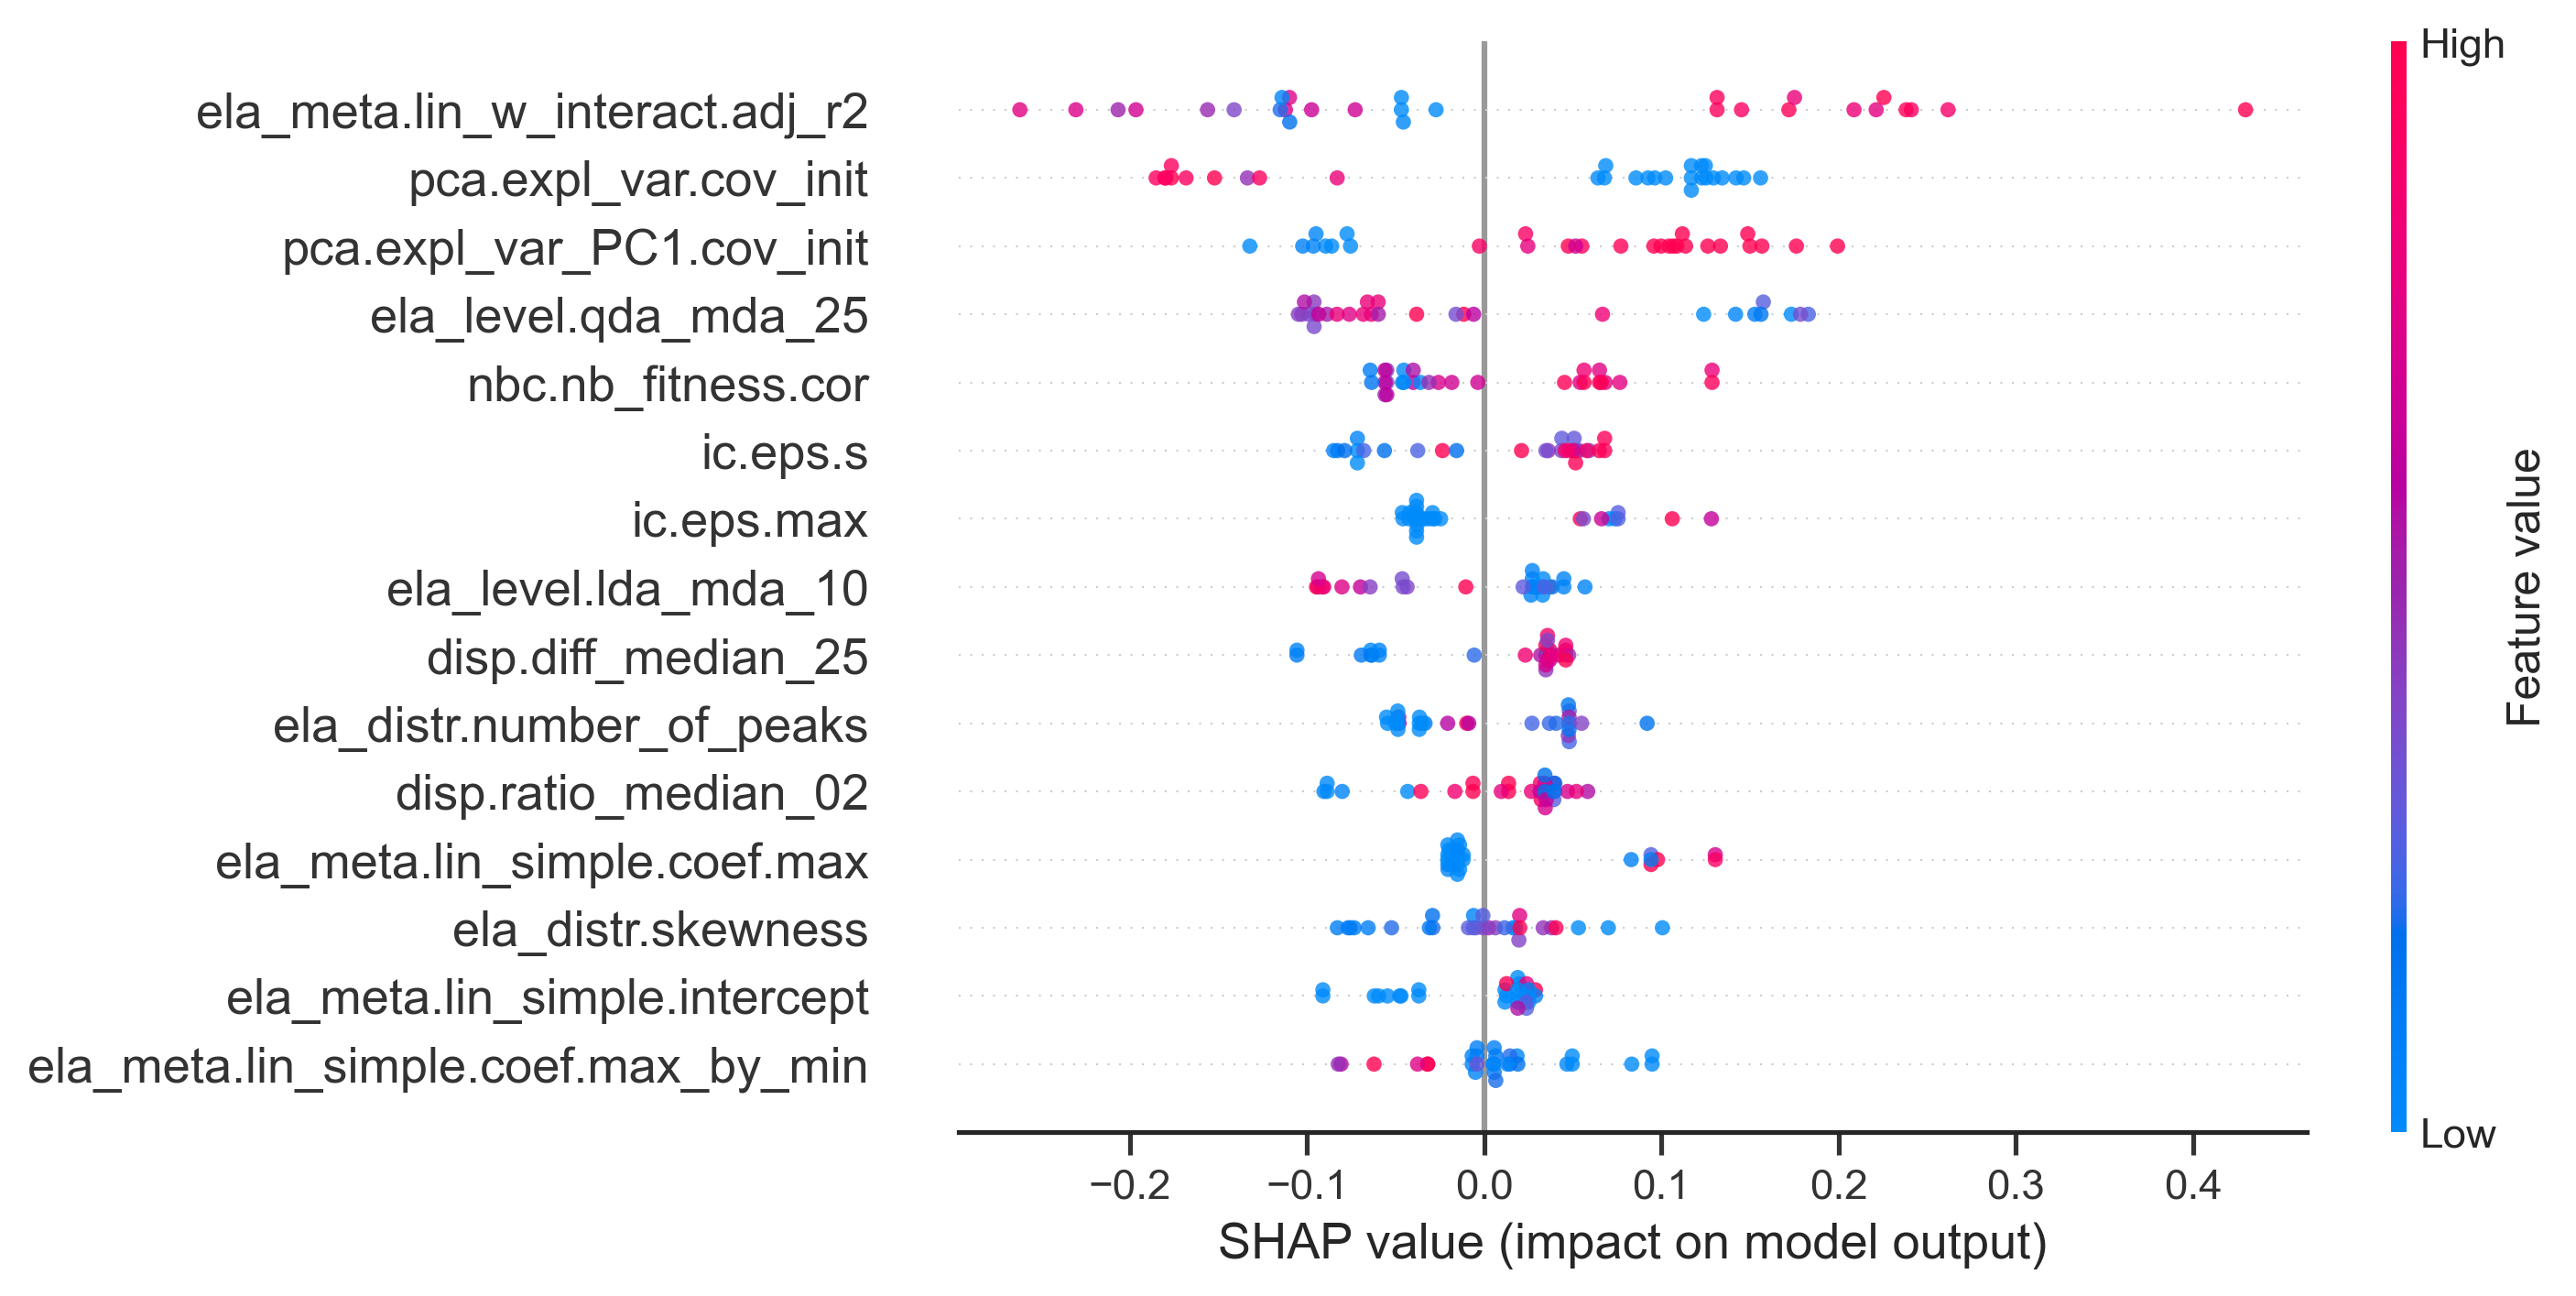 High
ela_meta.lin_w_interact.adj_r2
pca.expl_var.cov_init
pca.expl_var_PC1.cov_init
ela_level.qda_mda_25
nbc.nb_fitness.cor
ic.eps.s
ic.eps.max
ela_level.lda_mda_10
disp.diff_median_25
ela_distr.number_of_peaks
disp.ratio_median_02
ela_meta.lin_simple.coef.max
ela_distr.skewness
ela_meta.lin_simple.intercept
ela_meta.lin_simple.coef.max_by_min
Feature value
Low
−0.2 −0.1 0.0 0.1 0.2 0.3 0.4
SHAP value (impact on model output)